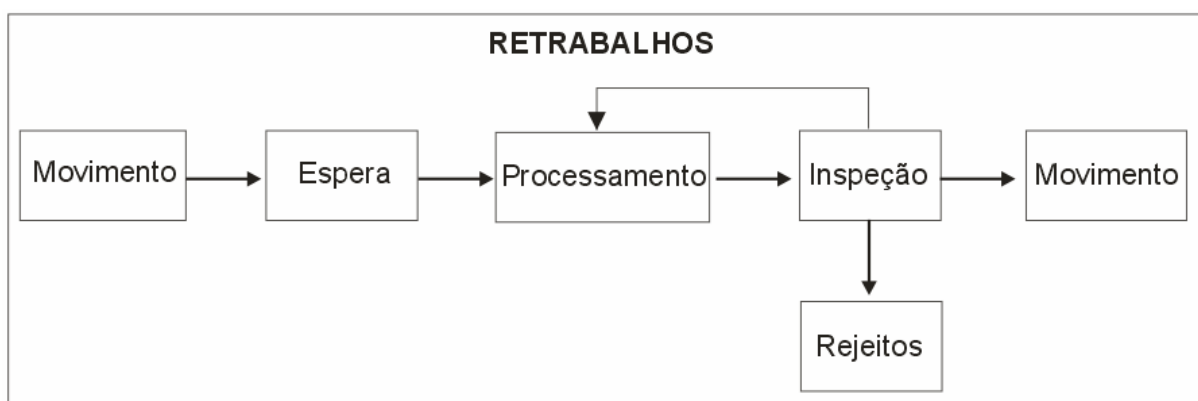 RETRABALHOS
Movimento
Espera
Processamento
Inspeção
Movimento
Rejeitos